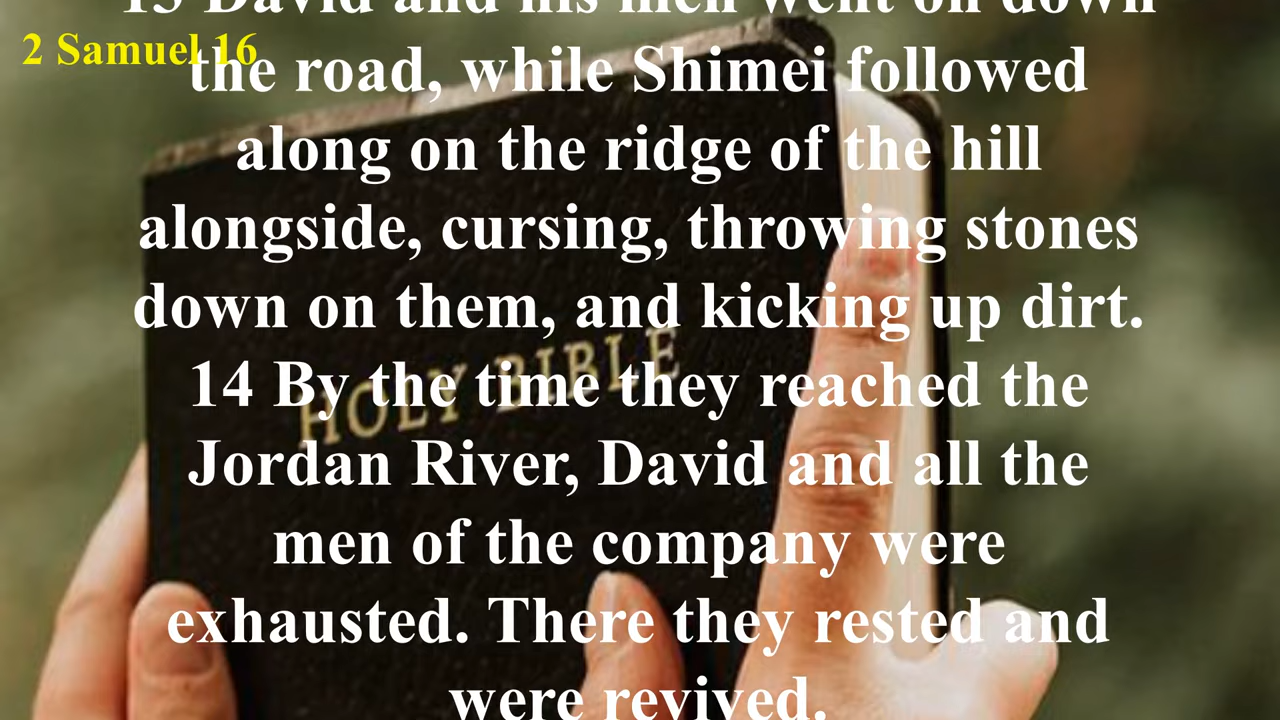 13 David and his men went on down
2 Samuel 16
the road, while Shimei followed
along on the ridge of the hill
alongside, cursing, throwing stones
down on them, and kicking up dirt.
14 By the time they reached the
Jordan River, David and all the
men of the company were
exhausted. There they rested and
were revived.
HOLY BIBLE